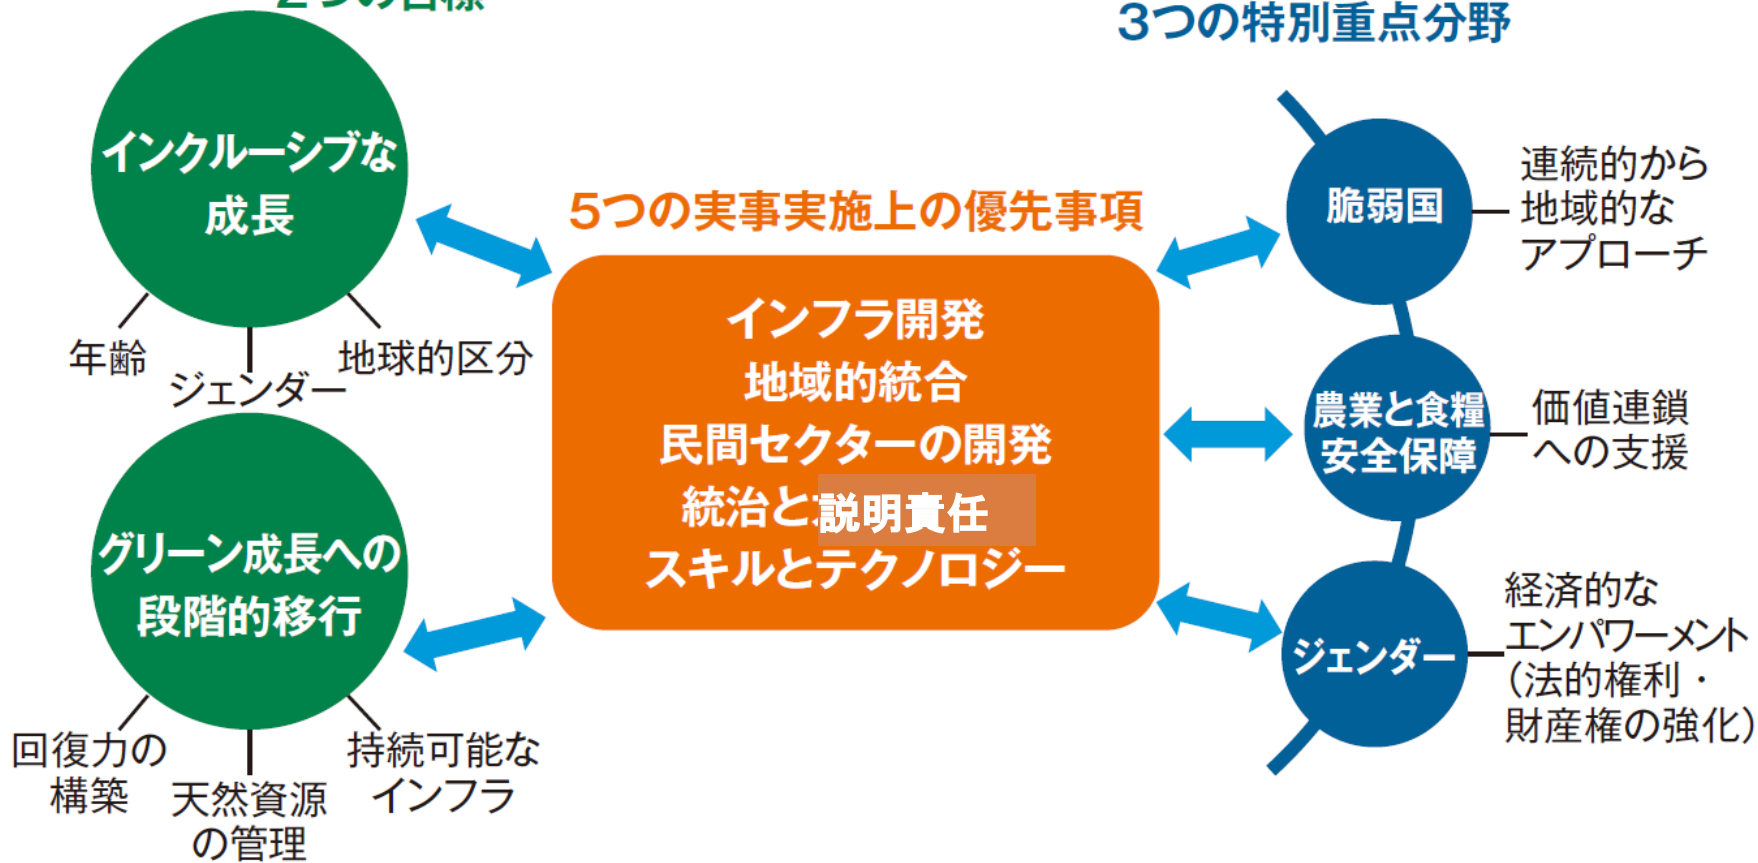 2つの目標
インクルーシブな
成長
年齢
ジェンダー
地球的区分
グリーン成長への
段階的移行
回復力の
構築
天然資源
の管理
持続可能な
インフラ
5つの実事実施上の優先事項
インフラ開発
地域的統合
民間セクターの開発
統治と説明責任
スキルとテクノロジー
3つの特別重点分野
脆弱国
連続的から
地域的な
アプローチ
農業と食糧
安全保障
価値連鎖
への支援
ジェンダー
経済的な
エンパワーメント
（法的権利・
財産権の強化）